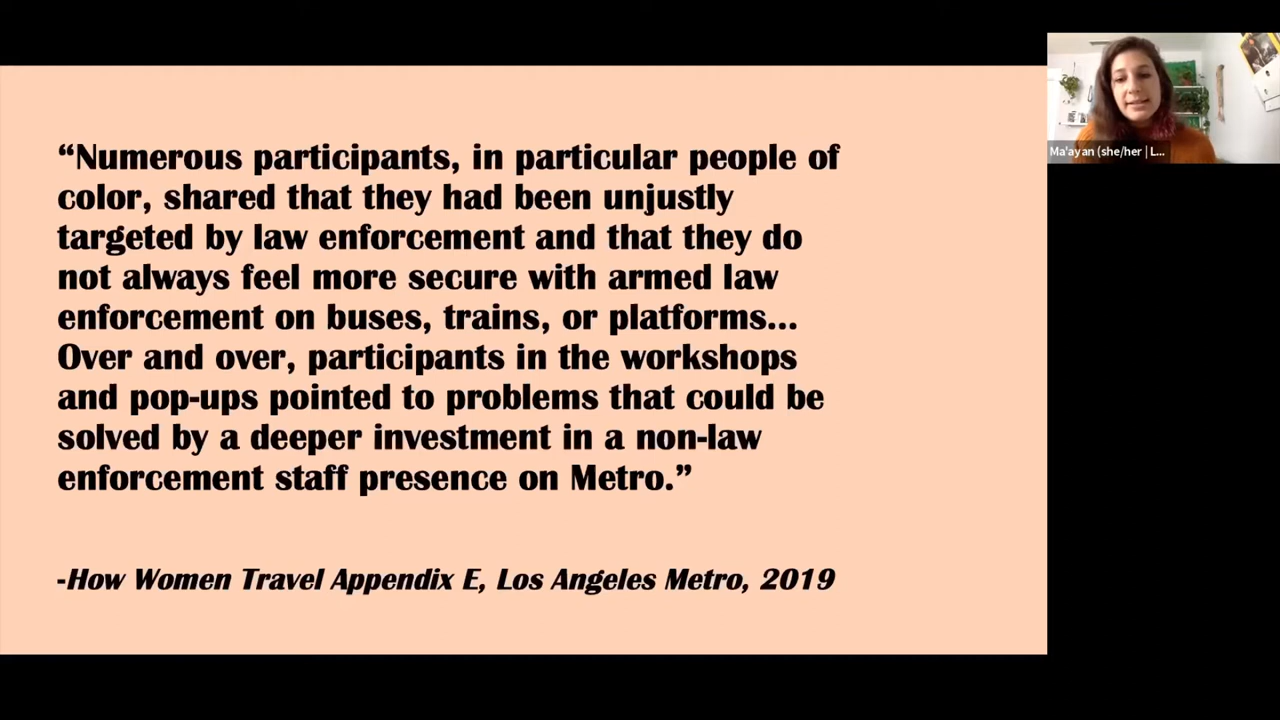 “Numerous participants, in particular people of
color, shared that they had been unjustly
targeted by law enforcement and that they do
not always feel more secure with armed law
enforcement on buses, trains, or platforms...
Over and over, participants in the workshops
and pop-ups pointed to problems that could be
solved by a deeper investment in a non-law
enforcement staff presence on Metro.”
-How Women Travel Appendix E, Los Angeles Metro, 2019
Ma'ayan (she/her | L...